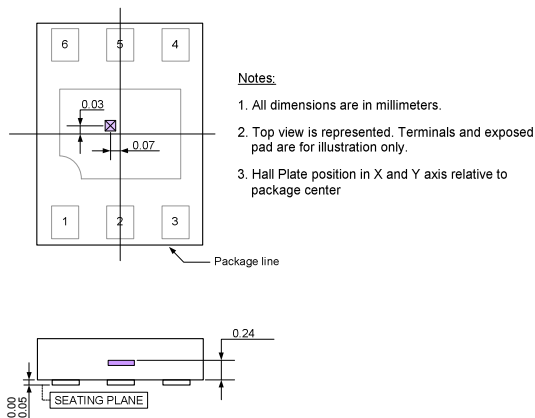 6 5 4
0.03
0.07
1 2 3
Package line
Notes:
1. All dimensions are in millimeters.
2. Top view is represented. Terminals and exposed
pad are for illustration only.
3. Hall Plate position in X and Y axis relative to
package center
0.24
0.00
0.05
SEATING PLANE